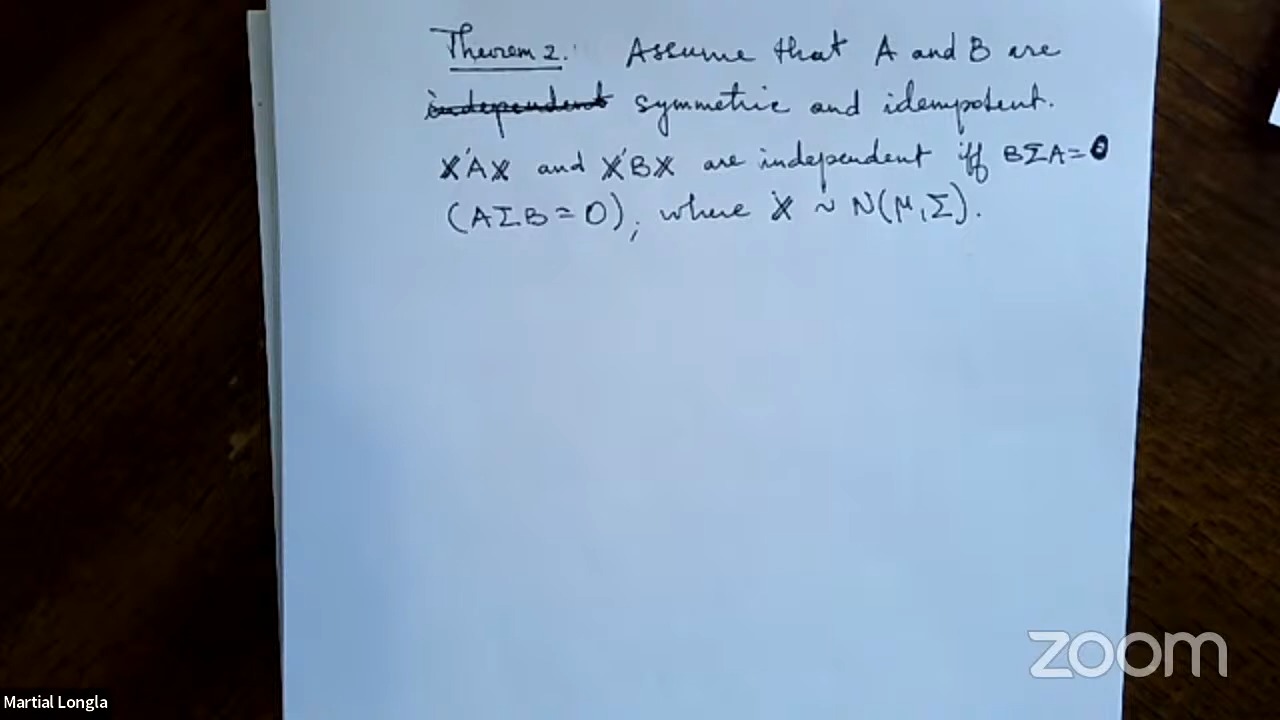 Theorem 2. Assume that A and B are
independent symmetric and idempotent.
X'AX and X'BX are independent iff BΣA=0
(AΣB=0), where X ~ N(μ,Σ).
zoom
Martial Longla